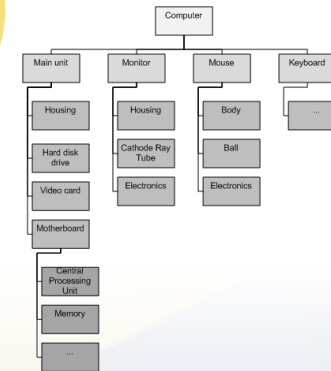 Computer
Main unit
Monitor
Mouse
Keyboard
Housing
Housing
Body
...
Hard disk
drive
Cathode Ray
Tube
Ball
Video card
Electronics
Electronics
Motherboard
Central
Processing
Unit
Memory
...